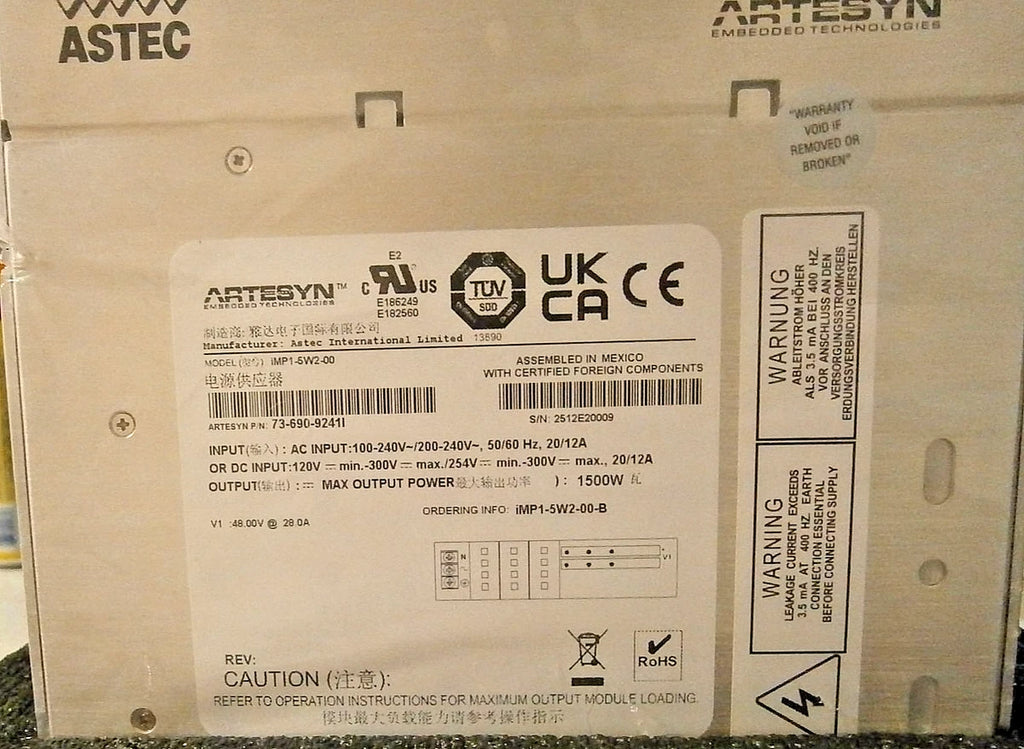 ASTEC
ARTESYN
EMBEDDED TECHNOLOGIES
"WARRANTY
VOID IF
REMOVED OR
BROKEN"
ARTESYN™
EMBEDDED TECHNOLOGIES
E2
c RU US
E186249
E182560
TÜV
SÜD
UK
CA
CE
制造商: 雅达电子国际有限公司
Manufacturer: Astec International Limited 13590
MODEL (型号) iMP1-5W2-00
电源供应器
ARTESYN P/N: 73-690-9241I
ASSEMBLED IN MEXICO
WITH CERTIFIED FOREIGN COMPONENTS
S/N: 2512E20009
INPUT(输入) : AC INPUT:100-240V~/200-240V~, 50/60 Hz, 20/12A
OR DC INPUT:120V ⎓ min.-300V ⎓ max./254V ⎓ min.-300V ⎓ max., 20/12A
OUTPUT(输出) :⎓ MAX OUTPUT POWER 最大输出功率 ) : 1500W 瓦
ORDERING INFO: iMP1-5W2-00-B
V1 :48.00V @ 28.0A
N
~
+
V1
-
REV:
CAUTION (注意):
REFER TO OPERATION INSTRUCTIONS FOR MAXIMUM OUTPUT MODULE LOADING.
模块最大负载能力请参考操作指示
RoHS
WARNUNG
ABLEITSTROM HÖHER
ALS 3.5 mA BEI 400 HZ.
VOR ANSCHLUSS AN DEN
VERSORGUNGSSTROMKREIS
ERDUNGSVERBINDUNG HERSTELLEN
WARNING
LEAKAGE CURRENT EXCEEDS
3.5 mA AT 400 HZ. EARTH
CONNECTION ESSENTIAL
BEFORE CONNECTING SUPPLY